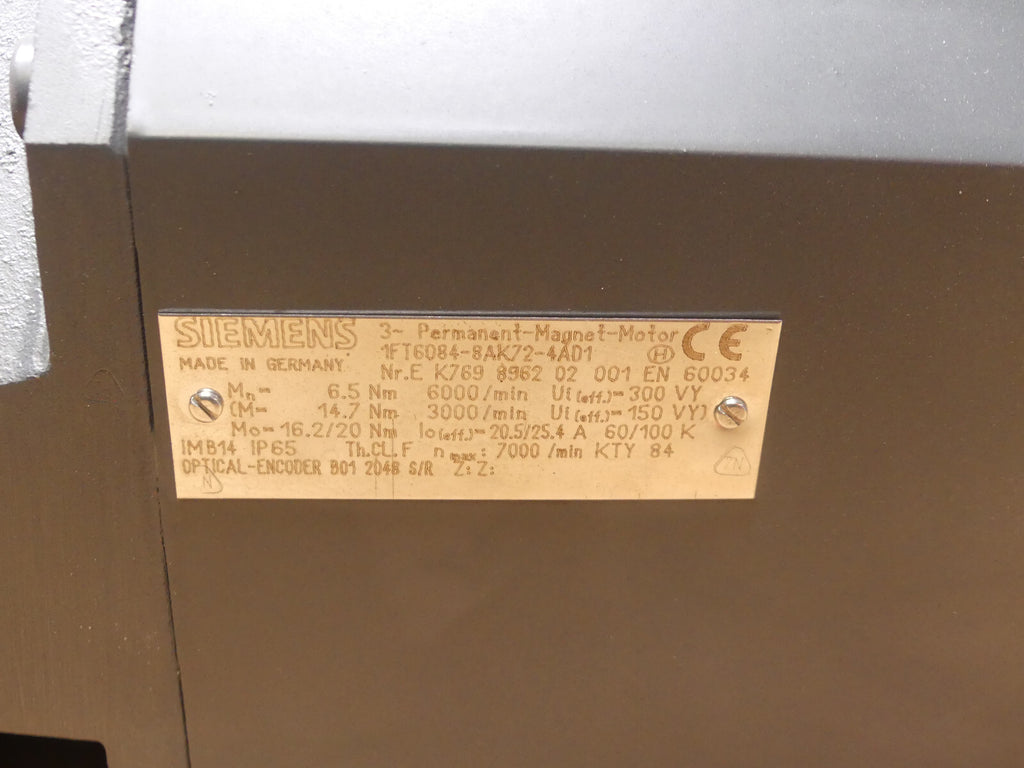 SIEMENS 3~ Permanent-Magnet-Motor CE
1FT6084-8AK72-4AD1 H
MADE IN GERMANY
Nr.E K769 8962 02 001 EN 60034
Mn= 6.5 Nm 6000/min Ui(eff.)=300 VY
(M= 14.7 Nm 3000/min Ui(eff.)=150 VY)
Mo=16.2/20 Nm Io(eff.)=20.5/25.4 A 60/100 K
IMB14 IP65 Th.CL.F n max: 7000 /min KTY 84
OPTICAL-ENCODER B01 2048 S/R Z: Z:
N